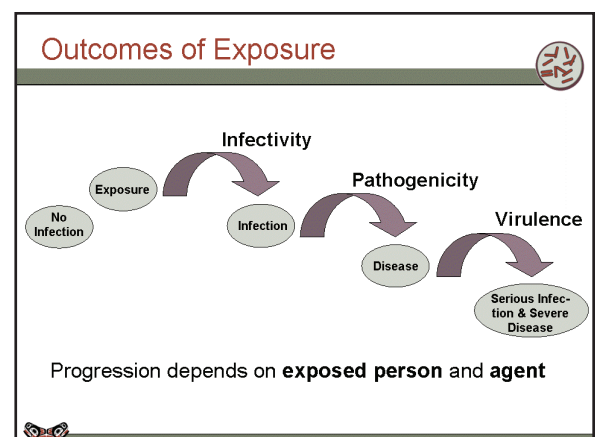 Outcomes of Exposure
Infectivity
Exposure
Pathogenicity
No
Infection
Infection
Virulence
Disease
Serious Infec-
tion & Severe
Disease
Progression depends on exposed person and agent